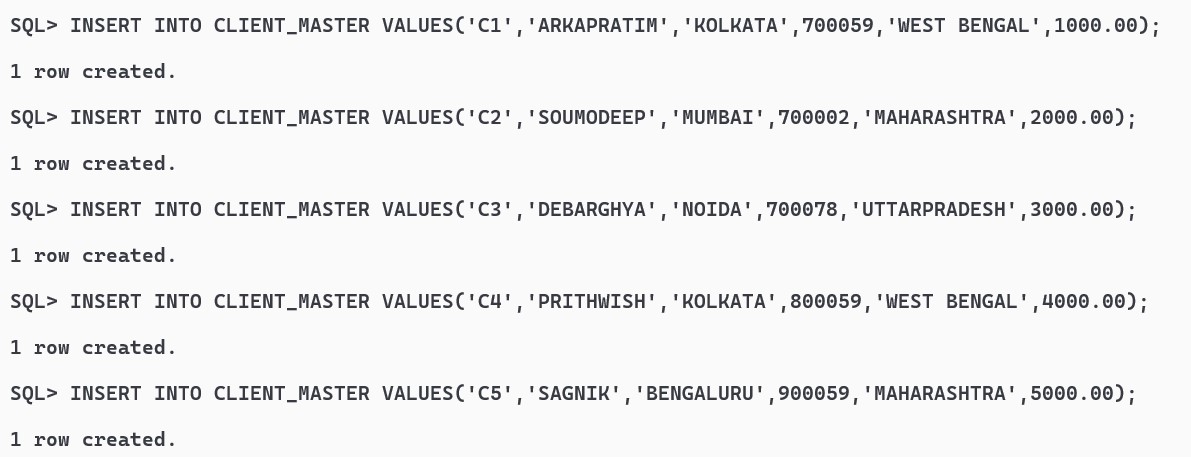 SQL> INSERT INTO CLIENT_MASTER VALUES('C1','ARKAPRATIM','KOLKATA',700059,'WEST BENGAL',1000.00);
1 row created.
SQL> INSERT INTO CLIENT_MASTER VALUES('C2','SOUMODEEP','MUMBAI',700002,'MAHARASHTRA',2000.00);
1 row created.
SQL> INSERT INTO CLIENT_MASTER VALUES('C3','DEBARGHYA','NOIDA',700078,'UTTARPRADESH',3000.00);
1 row created.
SQL> INSERT INTO CLIENT_MASTER VALUES('C4','PRITHWISH','KOLKATA',800059,'WEST BENGAL',4000.00);
1 row created.
SQL> INSERT INTO CLIENT_MASTER VALUES('C5','SAGNIK','BENGALURU',900059,'MAHARASHTRA',5000.00);
1 row created.